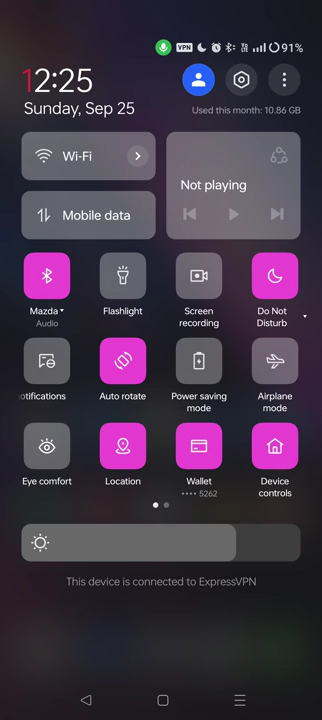 VPN 91%
12:25
Sunday, Sep 25
Used this month: 10.86 GB
Wi-Fi
Mobile data
Not playing
Mazda
Audio
Flashlight
Screen
recording
Do Not
Disturb
otifications
Auto rotate
Power saving
mode
Airplane
mode
Eye comfort
Location
Wallet
•••• 5262
Device
controls
This device is connected to ExpressVPN